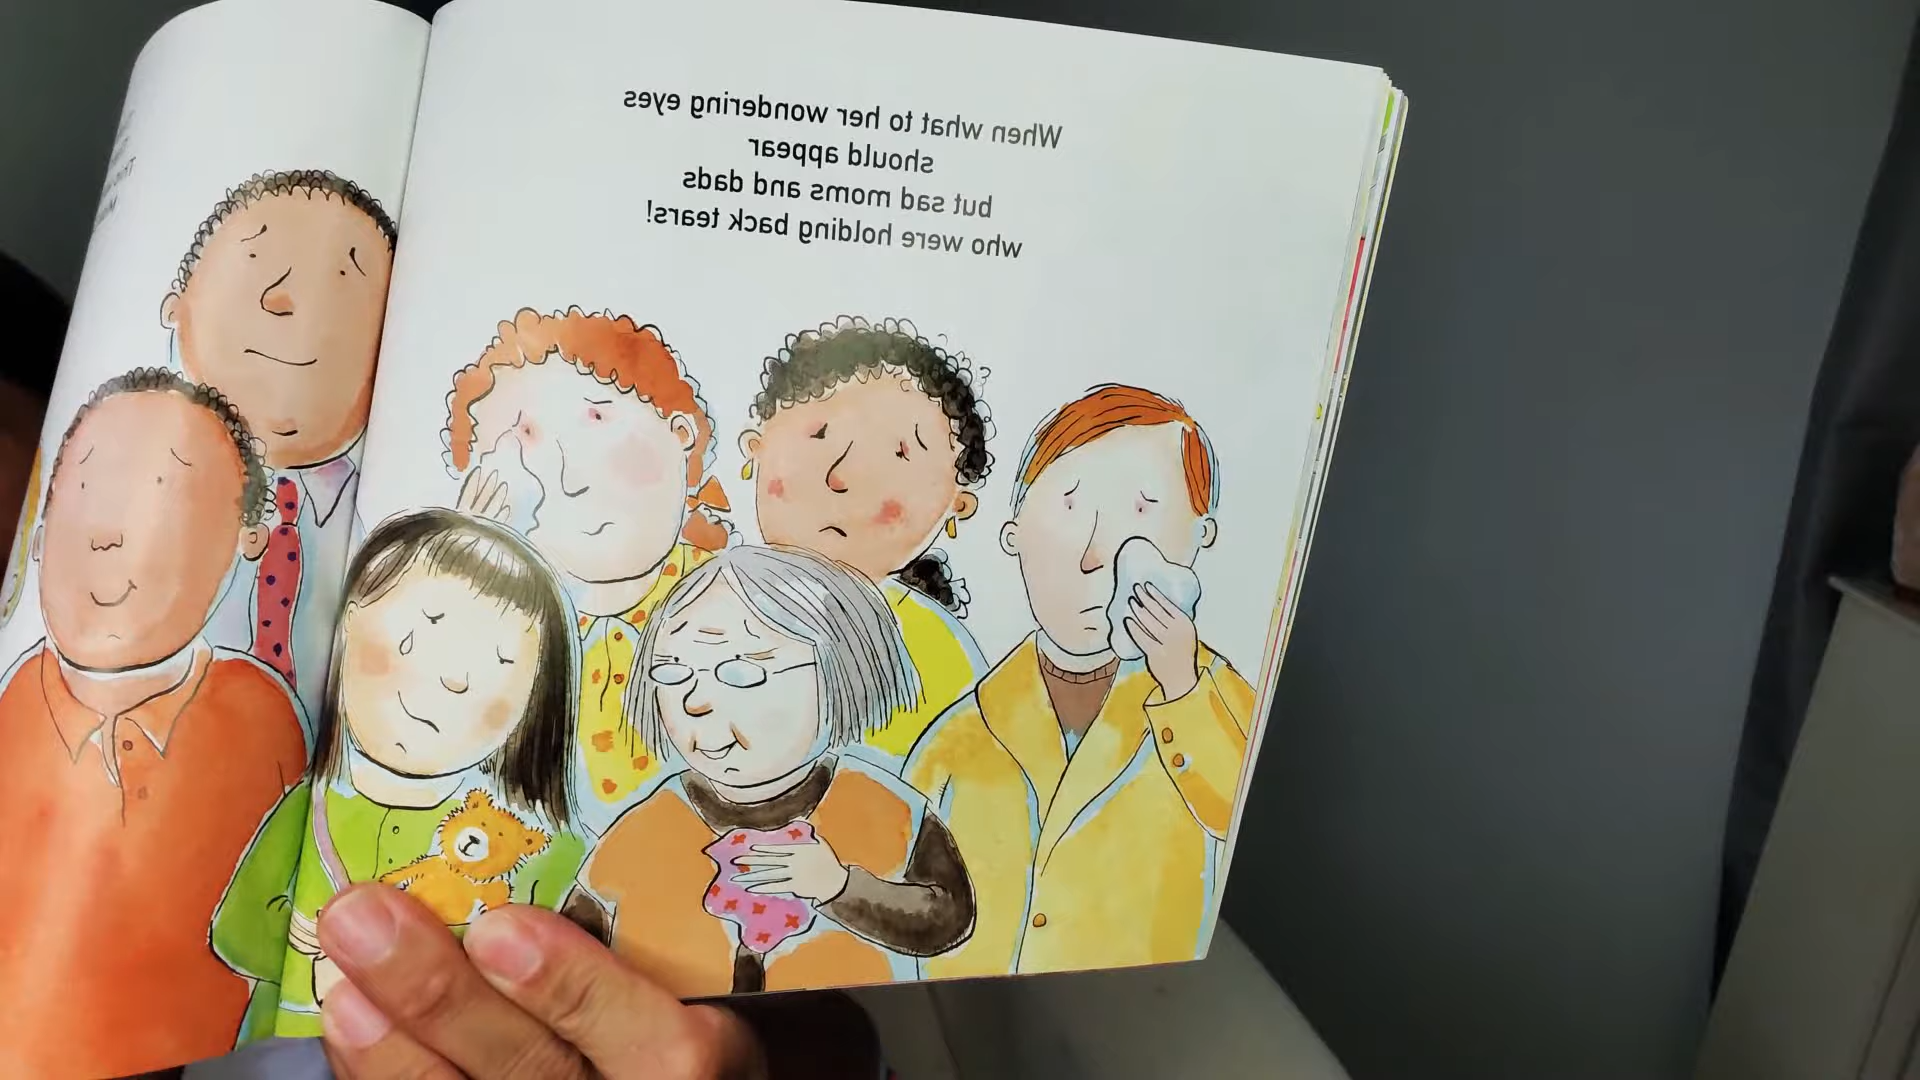 When what to her wondering eyes
should appear
but sad moms and dads
who were holding back tears!